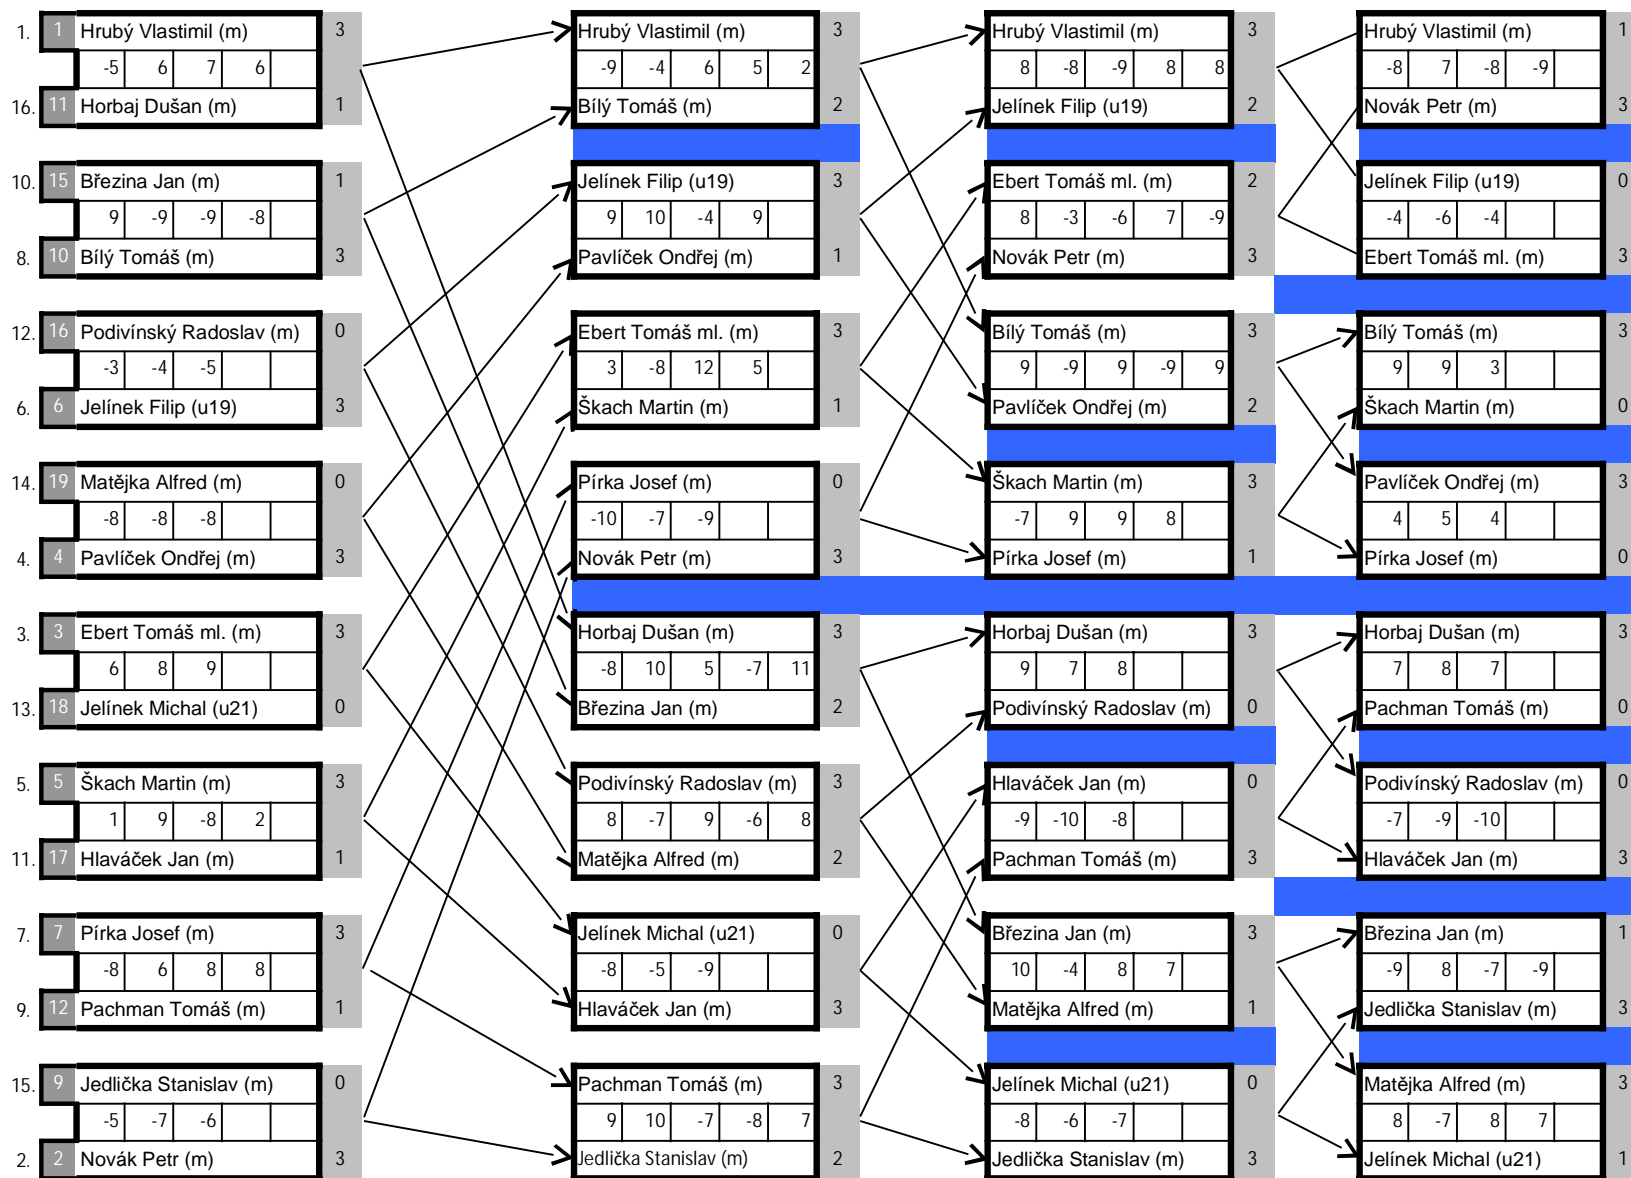 1. 1 Hrubý Vlastimil (m) 3 Hrubý Vlastimil (m) 3 Hrubý Vlastimil (m) 3 Hrubý Vlastimil (m) 1
-5 6 7 6 -9 -4 6 5 2 8 -8 -9 8 8 -8 7 -8 -9
16. 11 Horbaj Dušan (m) 1 Bílý Tomáš (m) 2 Jelínek Filip (u19) 2 Novák Petr (m) 3
10. 15 Březina Jan (m) 1 Jelínek Filip (u19) 3 Ebert Tomáš ml. (m) 2 Jelínek Filip (u19) 0
9 -9 -9 -8 9 10 -4 9 8 -3 -6 7 -9 -4 -6 -4
8. 10 Bílý Tomáš (m) 3 Pavlíček Ondřej (m) 1 Novák Petr (m) 3 Ebert Tomáš ml. (m) 3
12. 16 Podivínský Radoslav (m) 0 Ebert Tomáš ml. (m) 3 Bílý Tomáš (m) 3 Bílý Tomáš (m) 3
-3 -4 -5 3 -8 12 5 9 -9 9 -9 9 9 9 3
6. 6 Jelínek Filip (u19) 3 Škach Martin (m) 1 Pavlíček Ondřej (m) 2 Škach Martin (m) 0
14. 19 Matějka Alfred (m) 0 Pírka Josef (m) 0 Škach Martin (m) 3 Pavlíček Ondřej (m) 3
-8 -8 -8 -10 -7 -9 -7 9 9 8 4 5 4
4. 4 Pavlíček Ondřej (m) 3 Novák Petr (m) 3 Pírka Josef (m) 1 Pírka Josef (m) 0
3. 3 Ebert Tomáš ml. (m) 3 Horbaj Dušan (m) 3 Horbaj Dušan (m) 3 Horbaj Dušan (m) 3
6 8 9 -8 10 5 -7 11 9 7 8 7 8 7
13. 18 Jelínek Michal (u21) 0 Březina Jan (m) 2 Podivínský Radoslav (m) 0 Pachman Tomáš (m) 0
5. 5 Škach Martin (m) 3 Podivínský Radoslav (m) 3 Hlaváček Jan (m) 0 Podivínský Radoslav (m) 0
1 9 -8 2 8 -7 9 -6 8 -9 -10 -8 -7 -9 -10
11. 17 Hlaváček Jan (m) 1 Matějka Alfred (m) 2 Pachman Tomáš (m) 3 Hlaváček Jan (m) 3
7. 7 Pírka Josef (m) 3 Jelínek Michal (u21) 0 Březina Jan (m) 3 Březina Jan (m) 1
-8 6 8 8 -8 -5 -9 10 -4 8 7 -9 8 -7 -9
9. 12 Pachman Tomáš (m) 1 Hlaváček Jan (m) 3 Matějka Alfred (m) 1 Jedlička Stanislav (m) 3
15. 9 Jedlička Stanislav (m) 0 Pachman Tomáš (m) 3 Jelínek Michal (u21) 0 Matějka Alfred (m) 3
-5 -7 -6 9 10 -7 -8 7 -8 -6 -7 8 -7 8 7
2. 2 Novák Petr (m) 3 Jedlička Stanislav (m) 2 Jedlička Stanislav (m) 3 Jelínek Michal (u21) 1